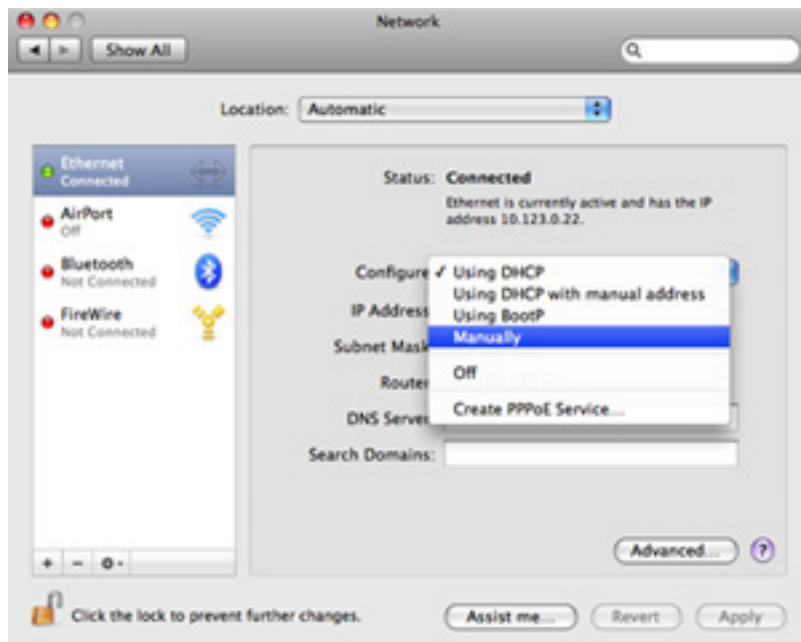 Network
Show All
Location: Automatic
Ethernet
Connected
AirPort
Off
Bluetooth
Not Connected
FireWire
Not Connected
Status: Connected
Ethernet is currently active and has the IP
address 10.123.0.22.
Configure ✓ Using DHCP
Using DHCP with manual address
Using BootP
Manually
Off
Create PPPoE Service...
IP Address
Subnet Mask
Router
DNS Server
Search Domains:
Advanced... ?
Click the lock to prevent further changes.
Assist me... Revert Apply